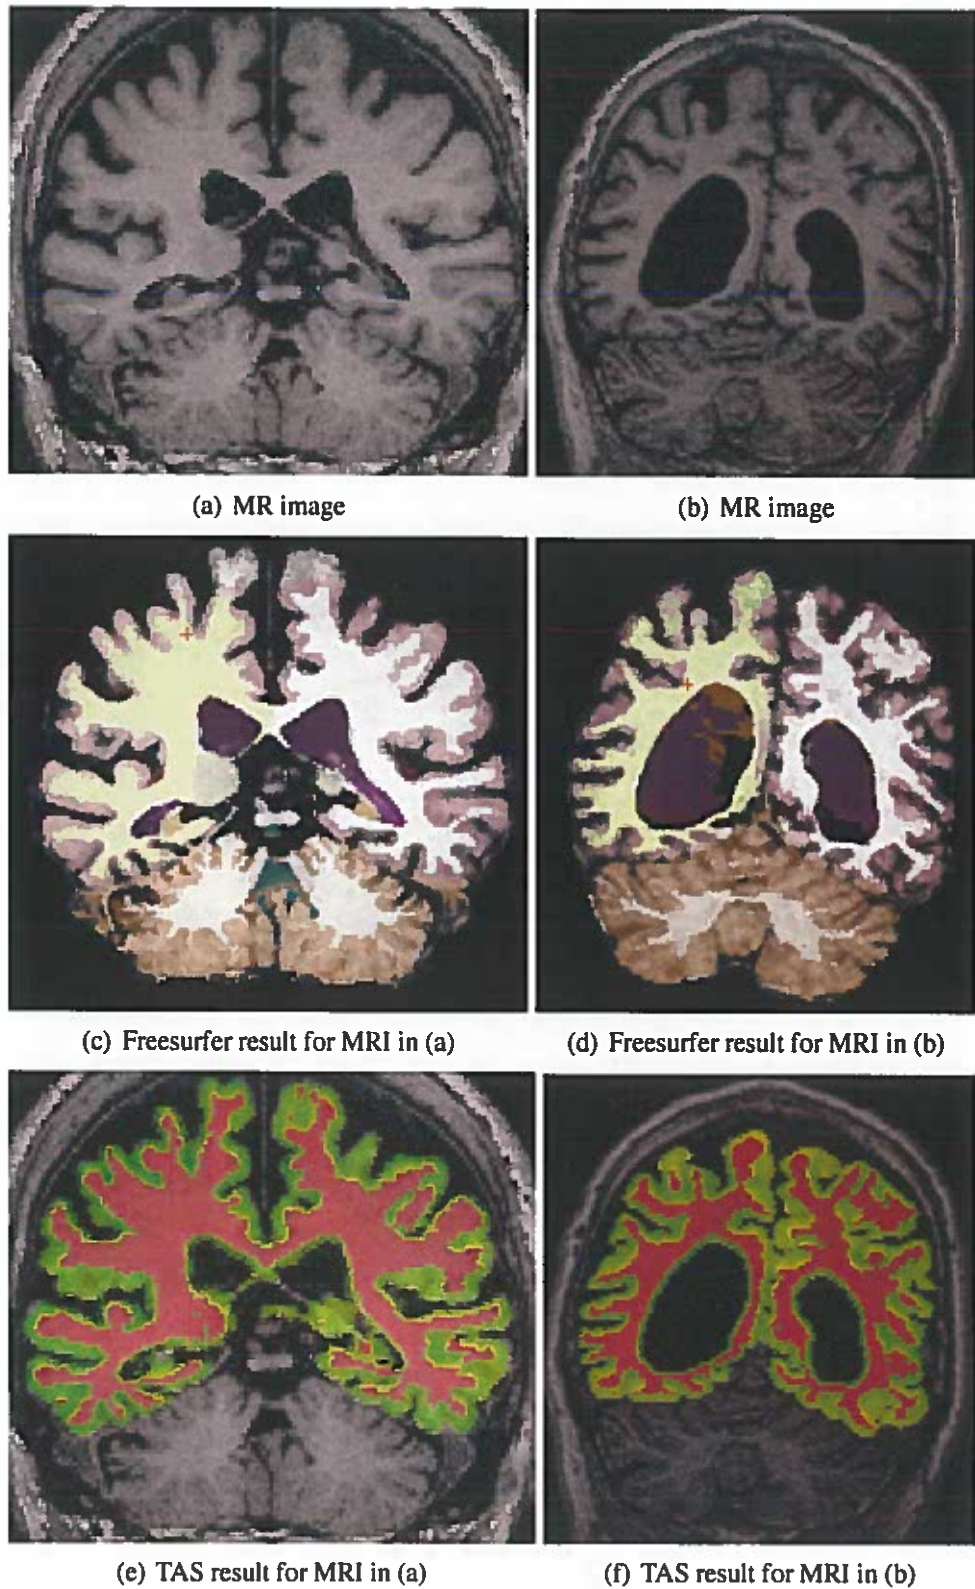 (a) MR image
(b) MR image
(c) Freesurfer result for MRI in (a)
(d) Freesurfer result for MRI in (b)
(e) TAS result for MRI in (a)
(f) TAS result for MRI in (b)